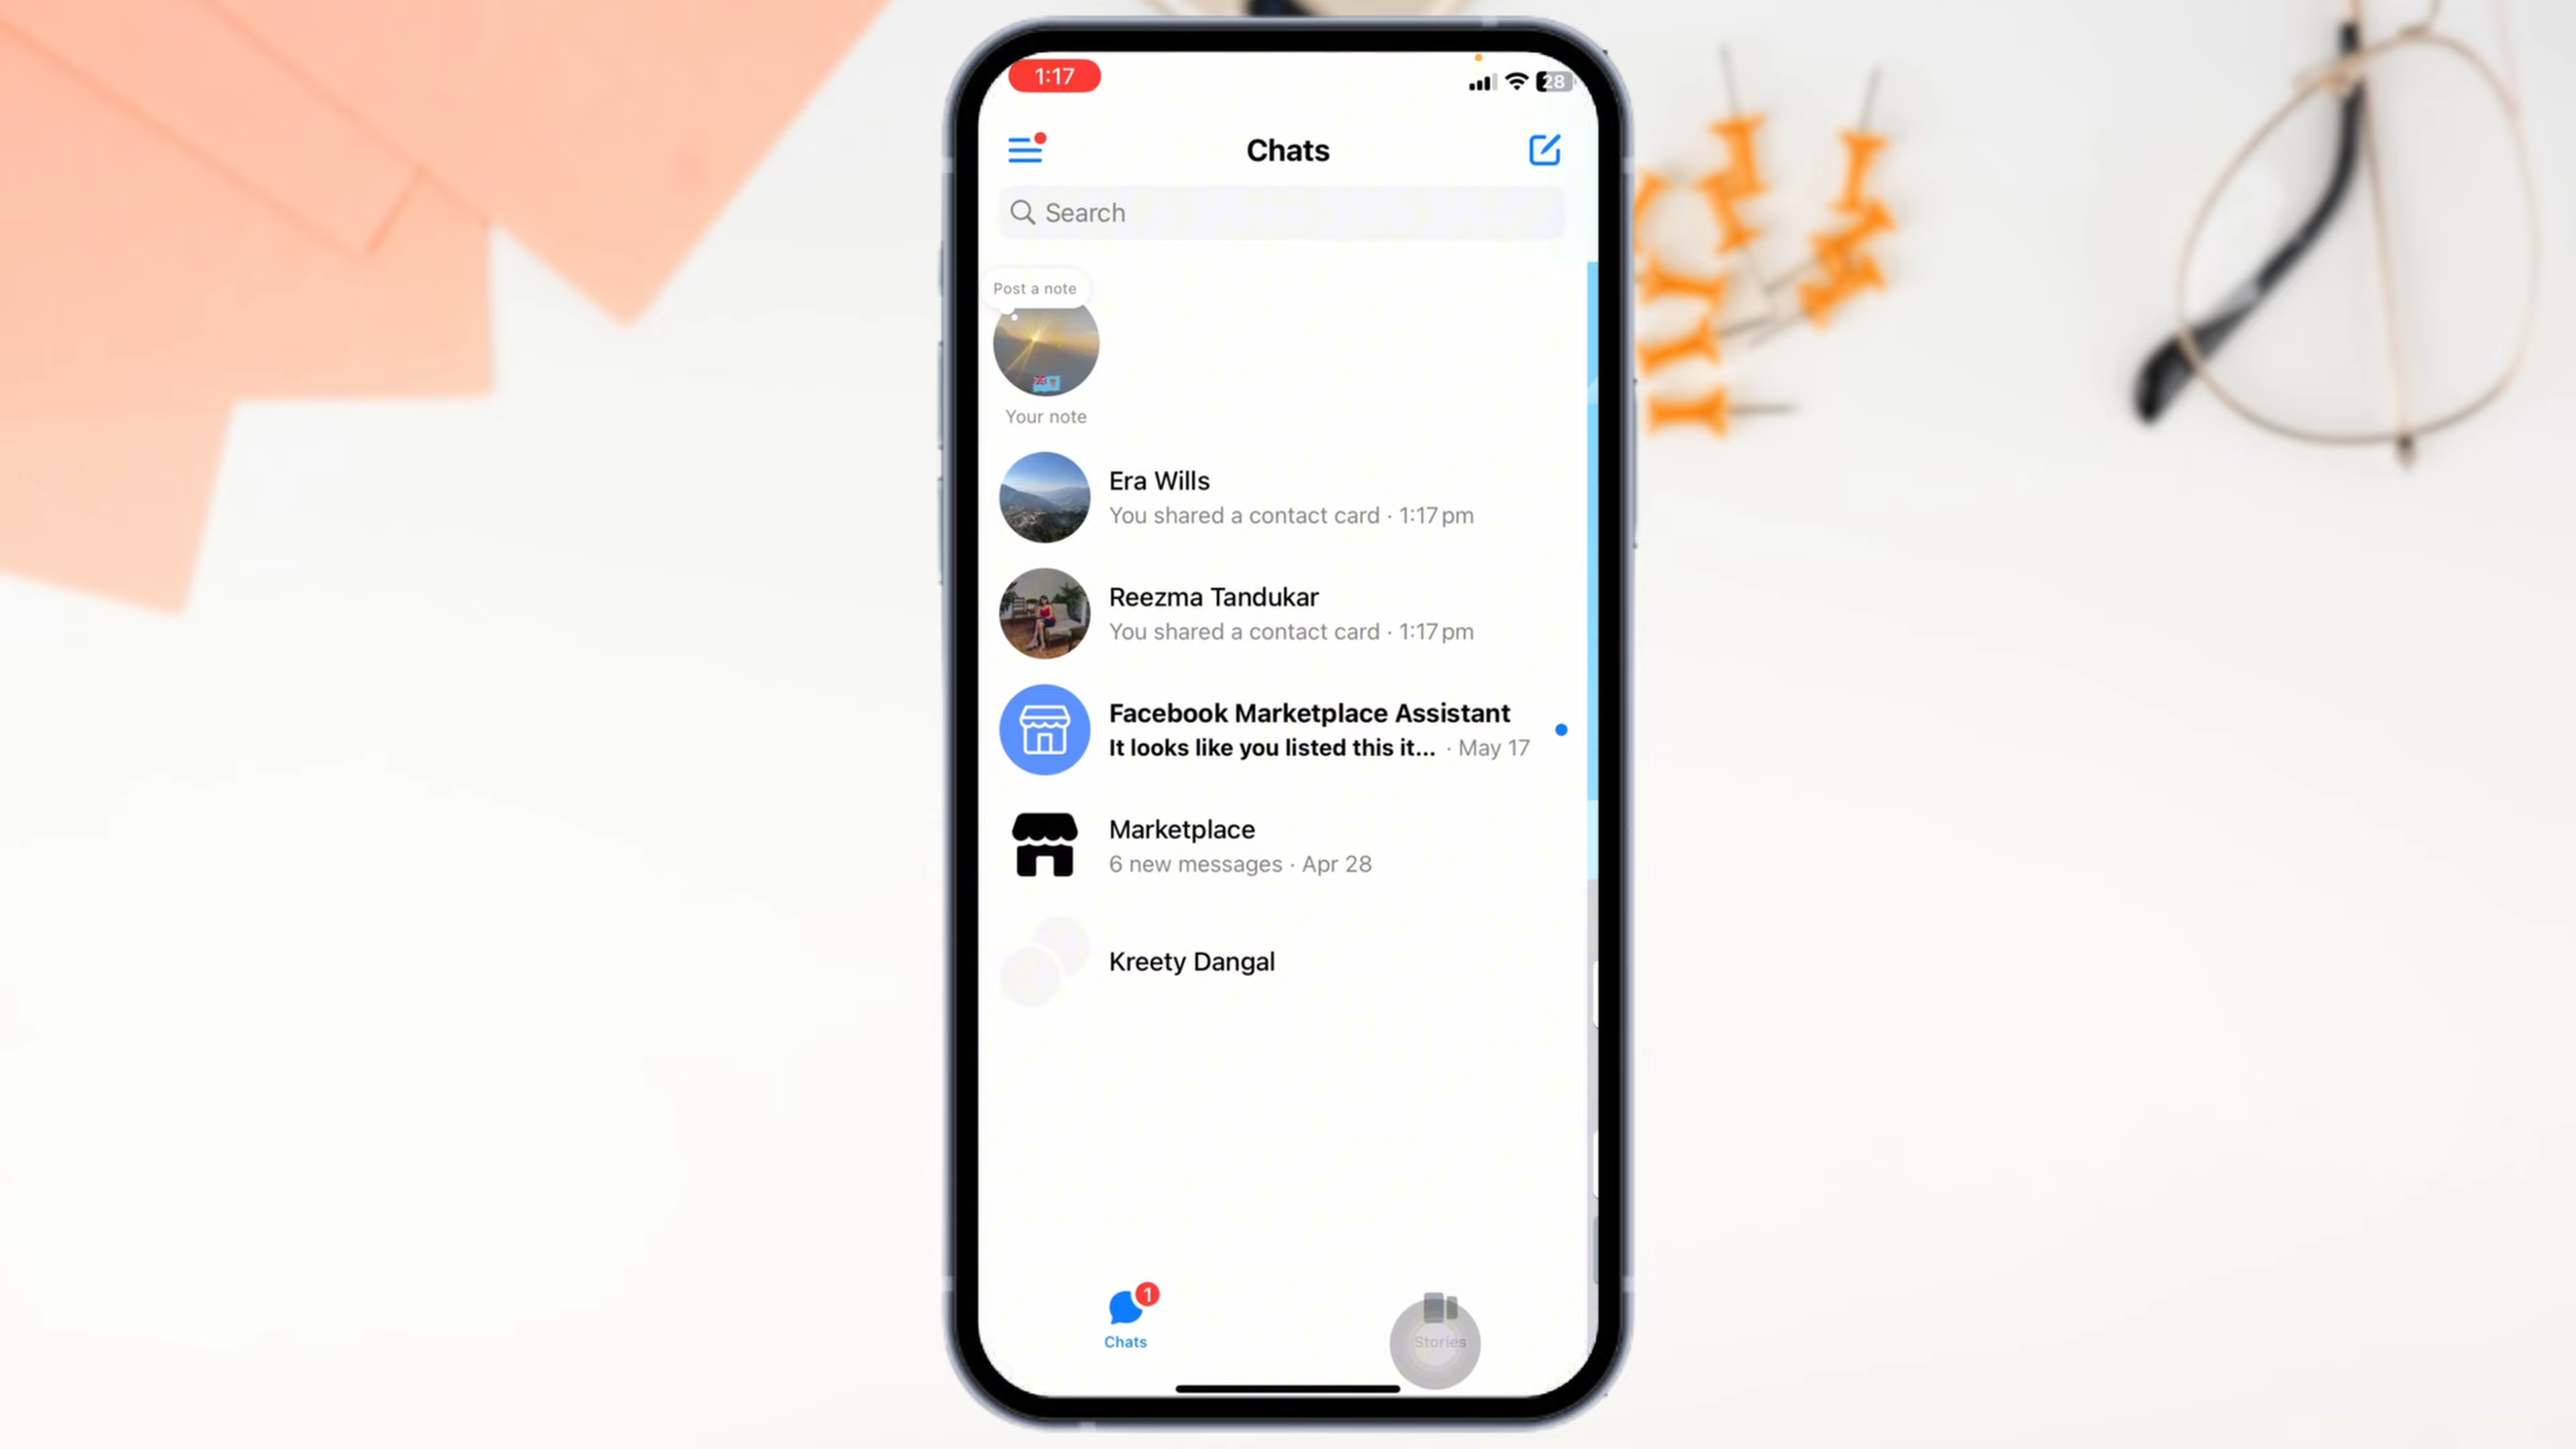 1:17
28
Chats
Search
Post a note
Your note
Era Wills
You shared a contact card · 1:17 pm
Reezma Tandukar
You shared a contact card · 1:17 pm
Facebook Marketplace Assistant
It looks like you listed this it... · May 17
Marketplace
6 new messages · Apr 28
Kreety Dangal
1
Chats
Stories